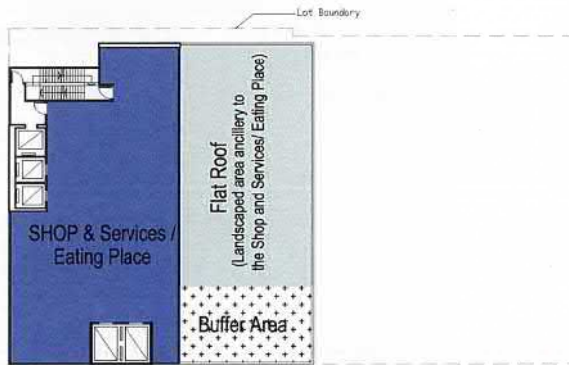 Lot Boundary
SHOP & Services /
Eating Place
Flat Roof
(Landscaped area ancillery to
the Shop and Services/ Eating Place)
Buffer Area